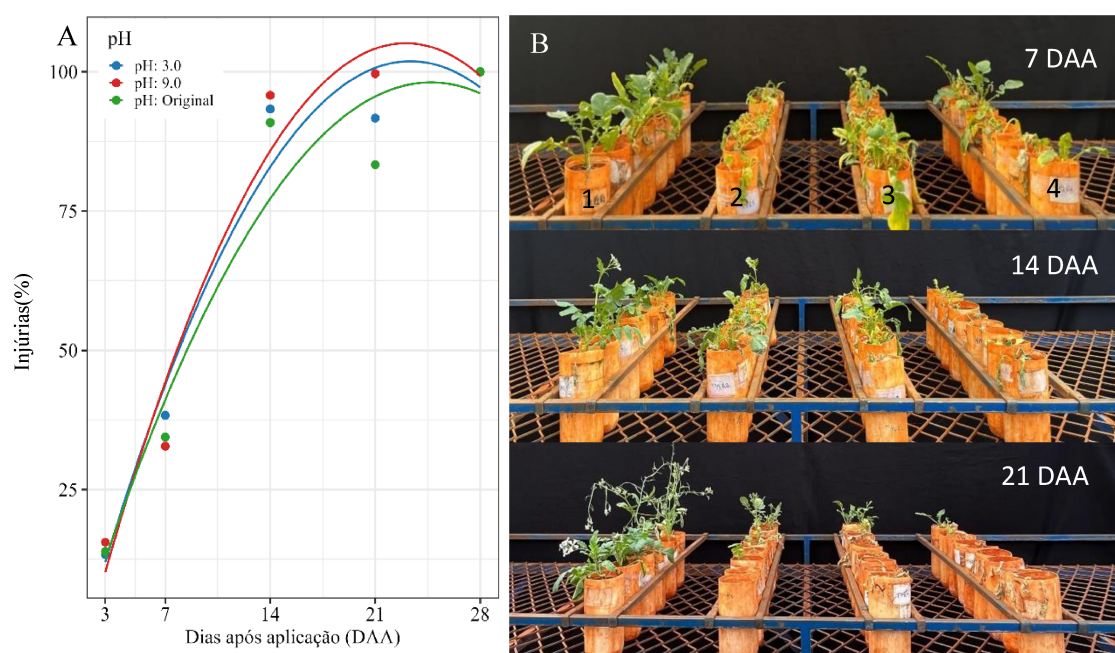 A
pH
pH: 3.0
pH: 9.0
pH: Original
100
75
50
25
Injúrias(%)
3 7 14 21 28
Dias após aplicação (DAA)
B
7 DAA
1 2 3 4
14 DAA
21 DAA